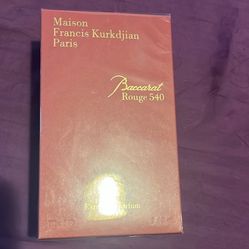 Maison
Francis Kurkdjian
Paris
Baccarat
Rouge 540